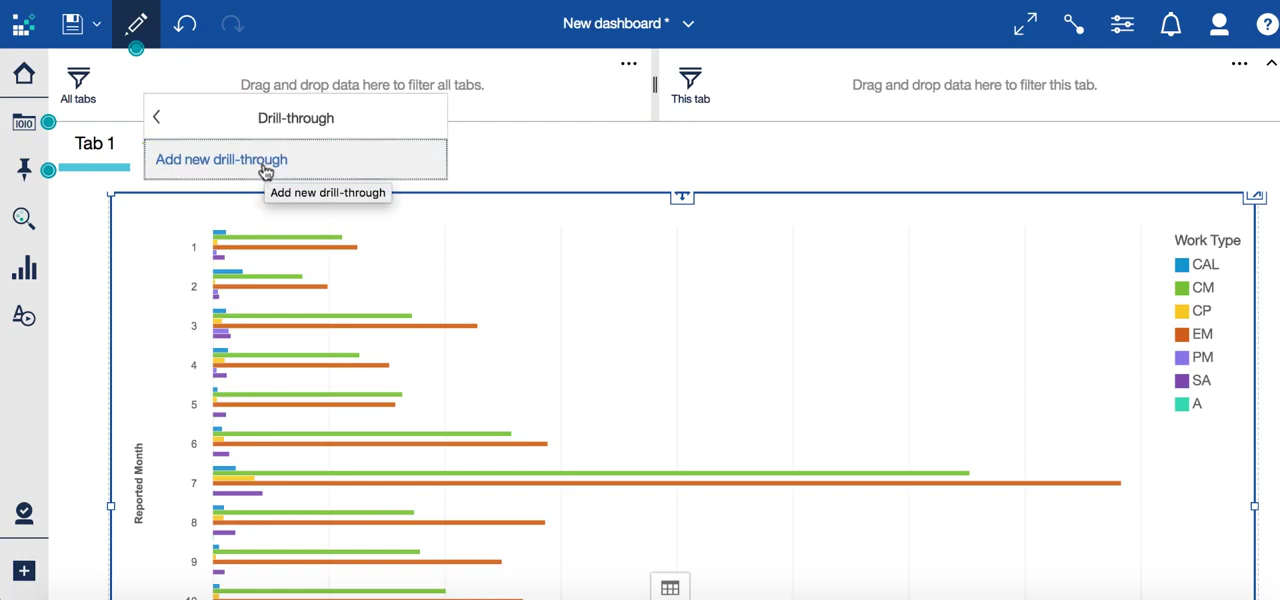 New dashboard *
?
All tabs
Drag and drop data here to filter all tabs.
This tab
Drag and drop data here to filter this tab.
Tab 1
Drill-through
Add new drill-through
Add new drill-through
Work Type
CAL
CM
CP
EM
PM
SA
A
Reported Month
1
2
3
4
5
6
7
8
9
10